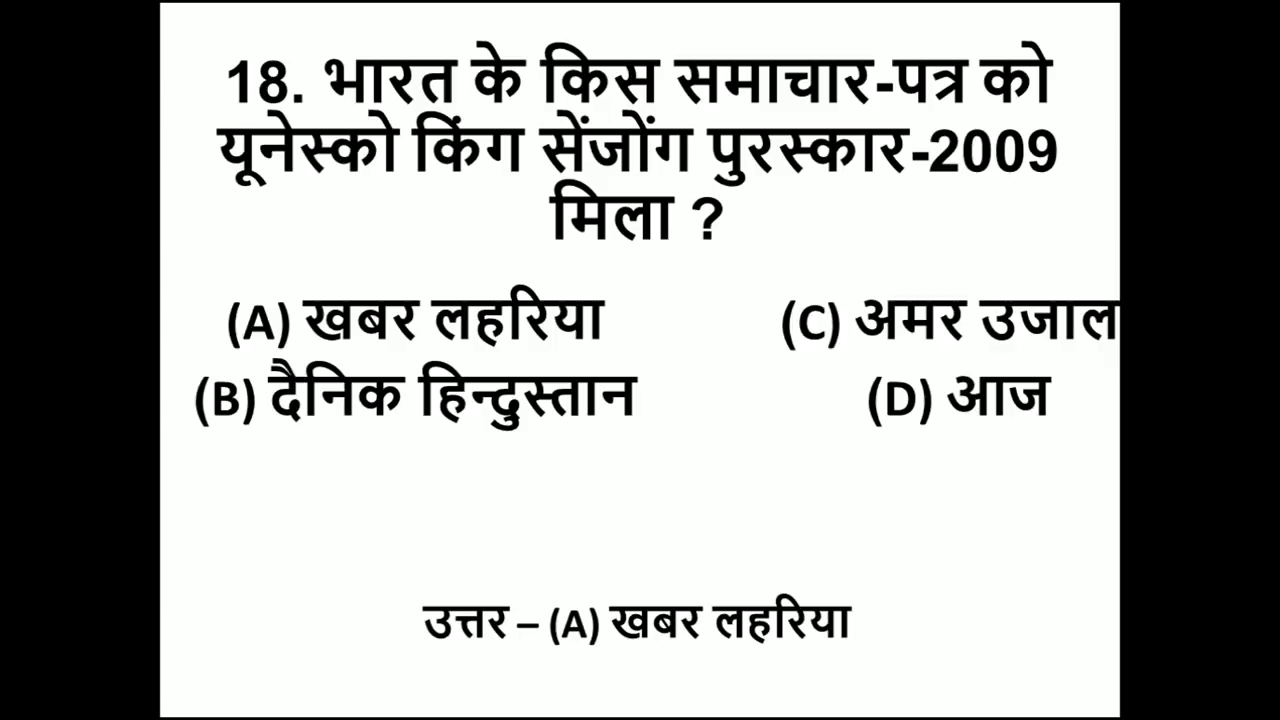 18. भारत के किस समाचार-पत्र को
यूनेस्को किंग सेंजोंग पुरस्कार-2009
मिला ?
(A) खबर लहरिया (C) अमर उजाल
(B) दैनिक हिन्दुस्तान (D) आज
उत्तर – (A) खबर लहरिया